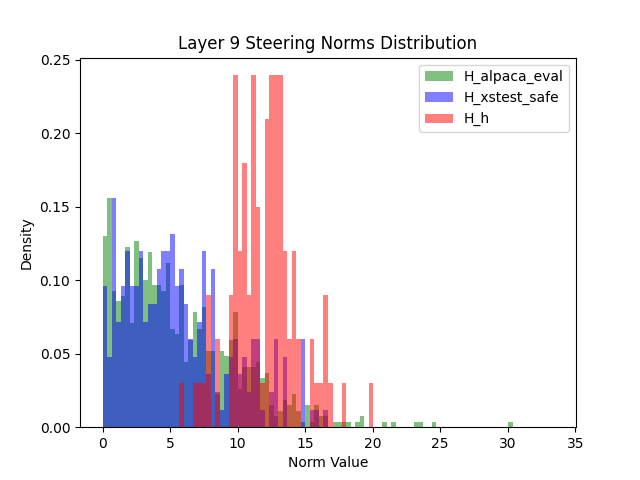 Layer 9 Steering Norms Distribution
H_alpaca_eval
H_xstest_safe
H_h
Density
0.25
0.20
0.15
0.10
0.05
0.00
0
5
10
15
20
25
30
35
Norm Value